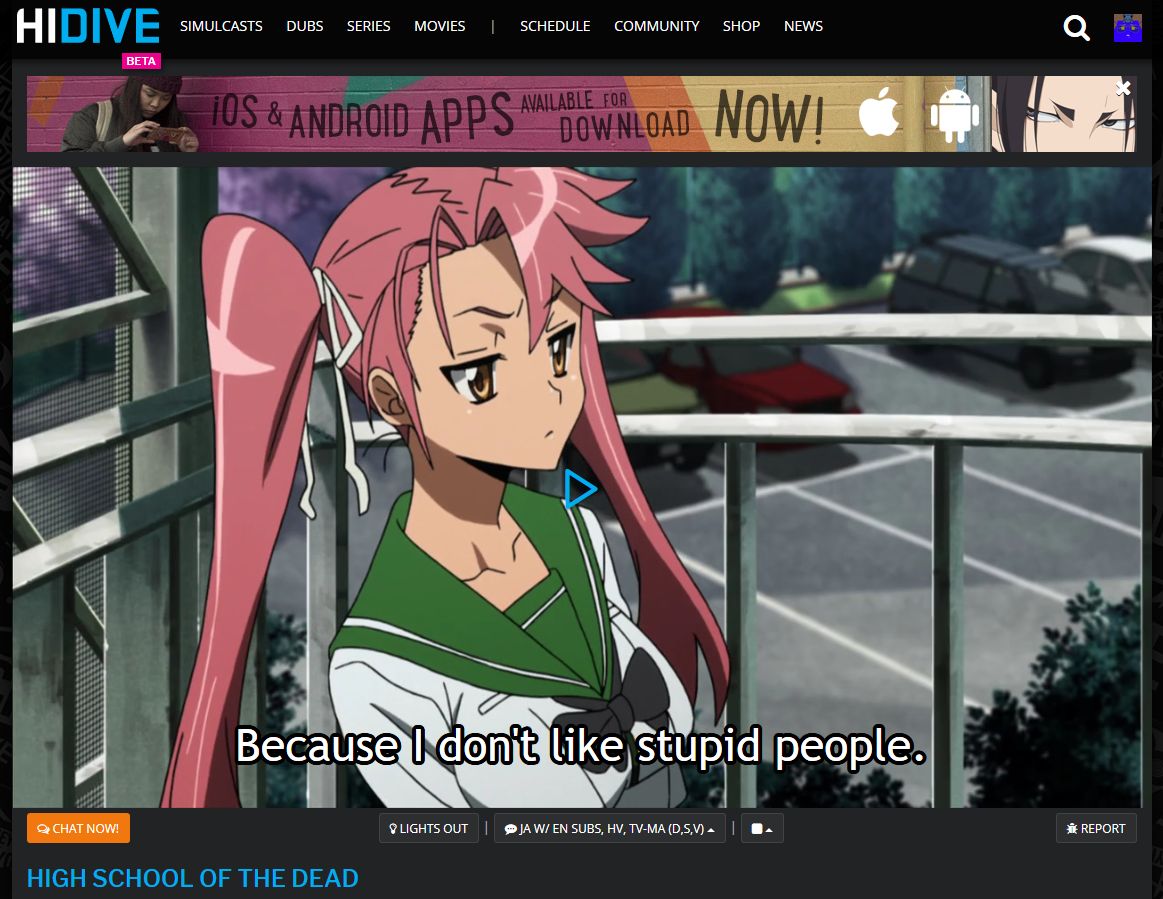 HIDIVE
BETA
SIMULCASTS DUBS SERIES MOVIES | SCHEDULE COMMUNITY SHOP NEWS
iOS & ANDROID APPS AVAILABLE FOR DOWNLOAD NOW!
Because I don't like stupid people.
CHAT NOW!
LIGHTS OUT | JA W/ EN SUBS, HV, TV-MA (D,S,V) |
REPORT
HIGH SCHOOL OF THE DEAD